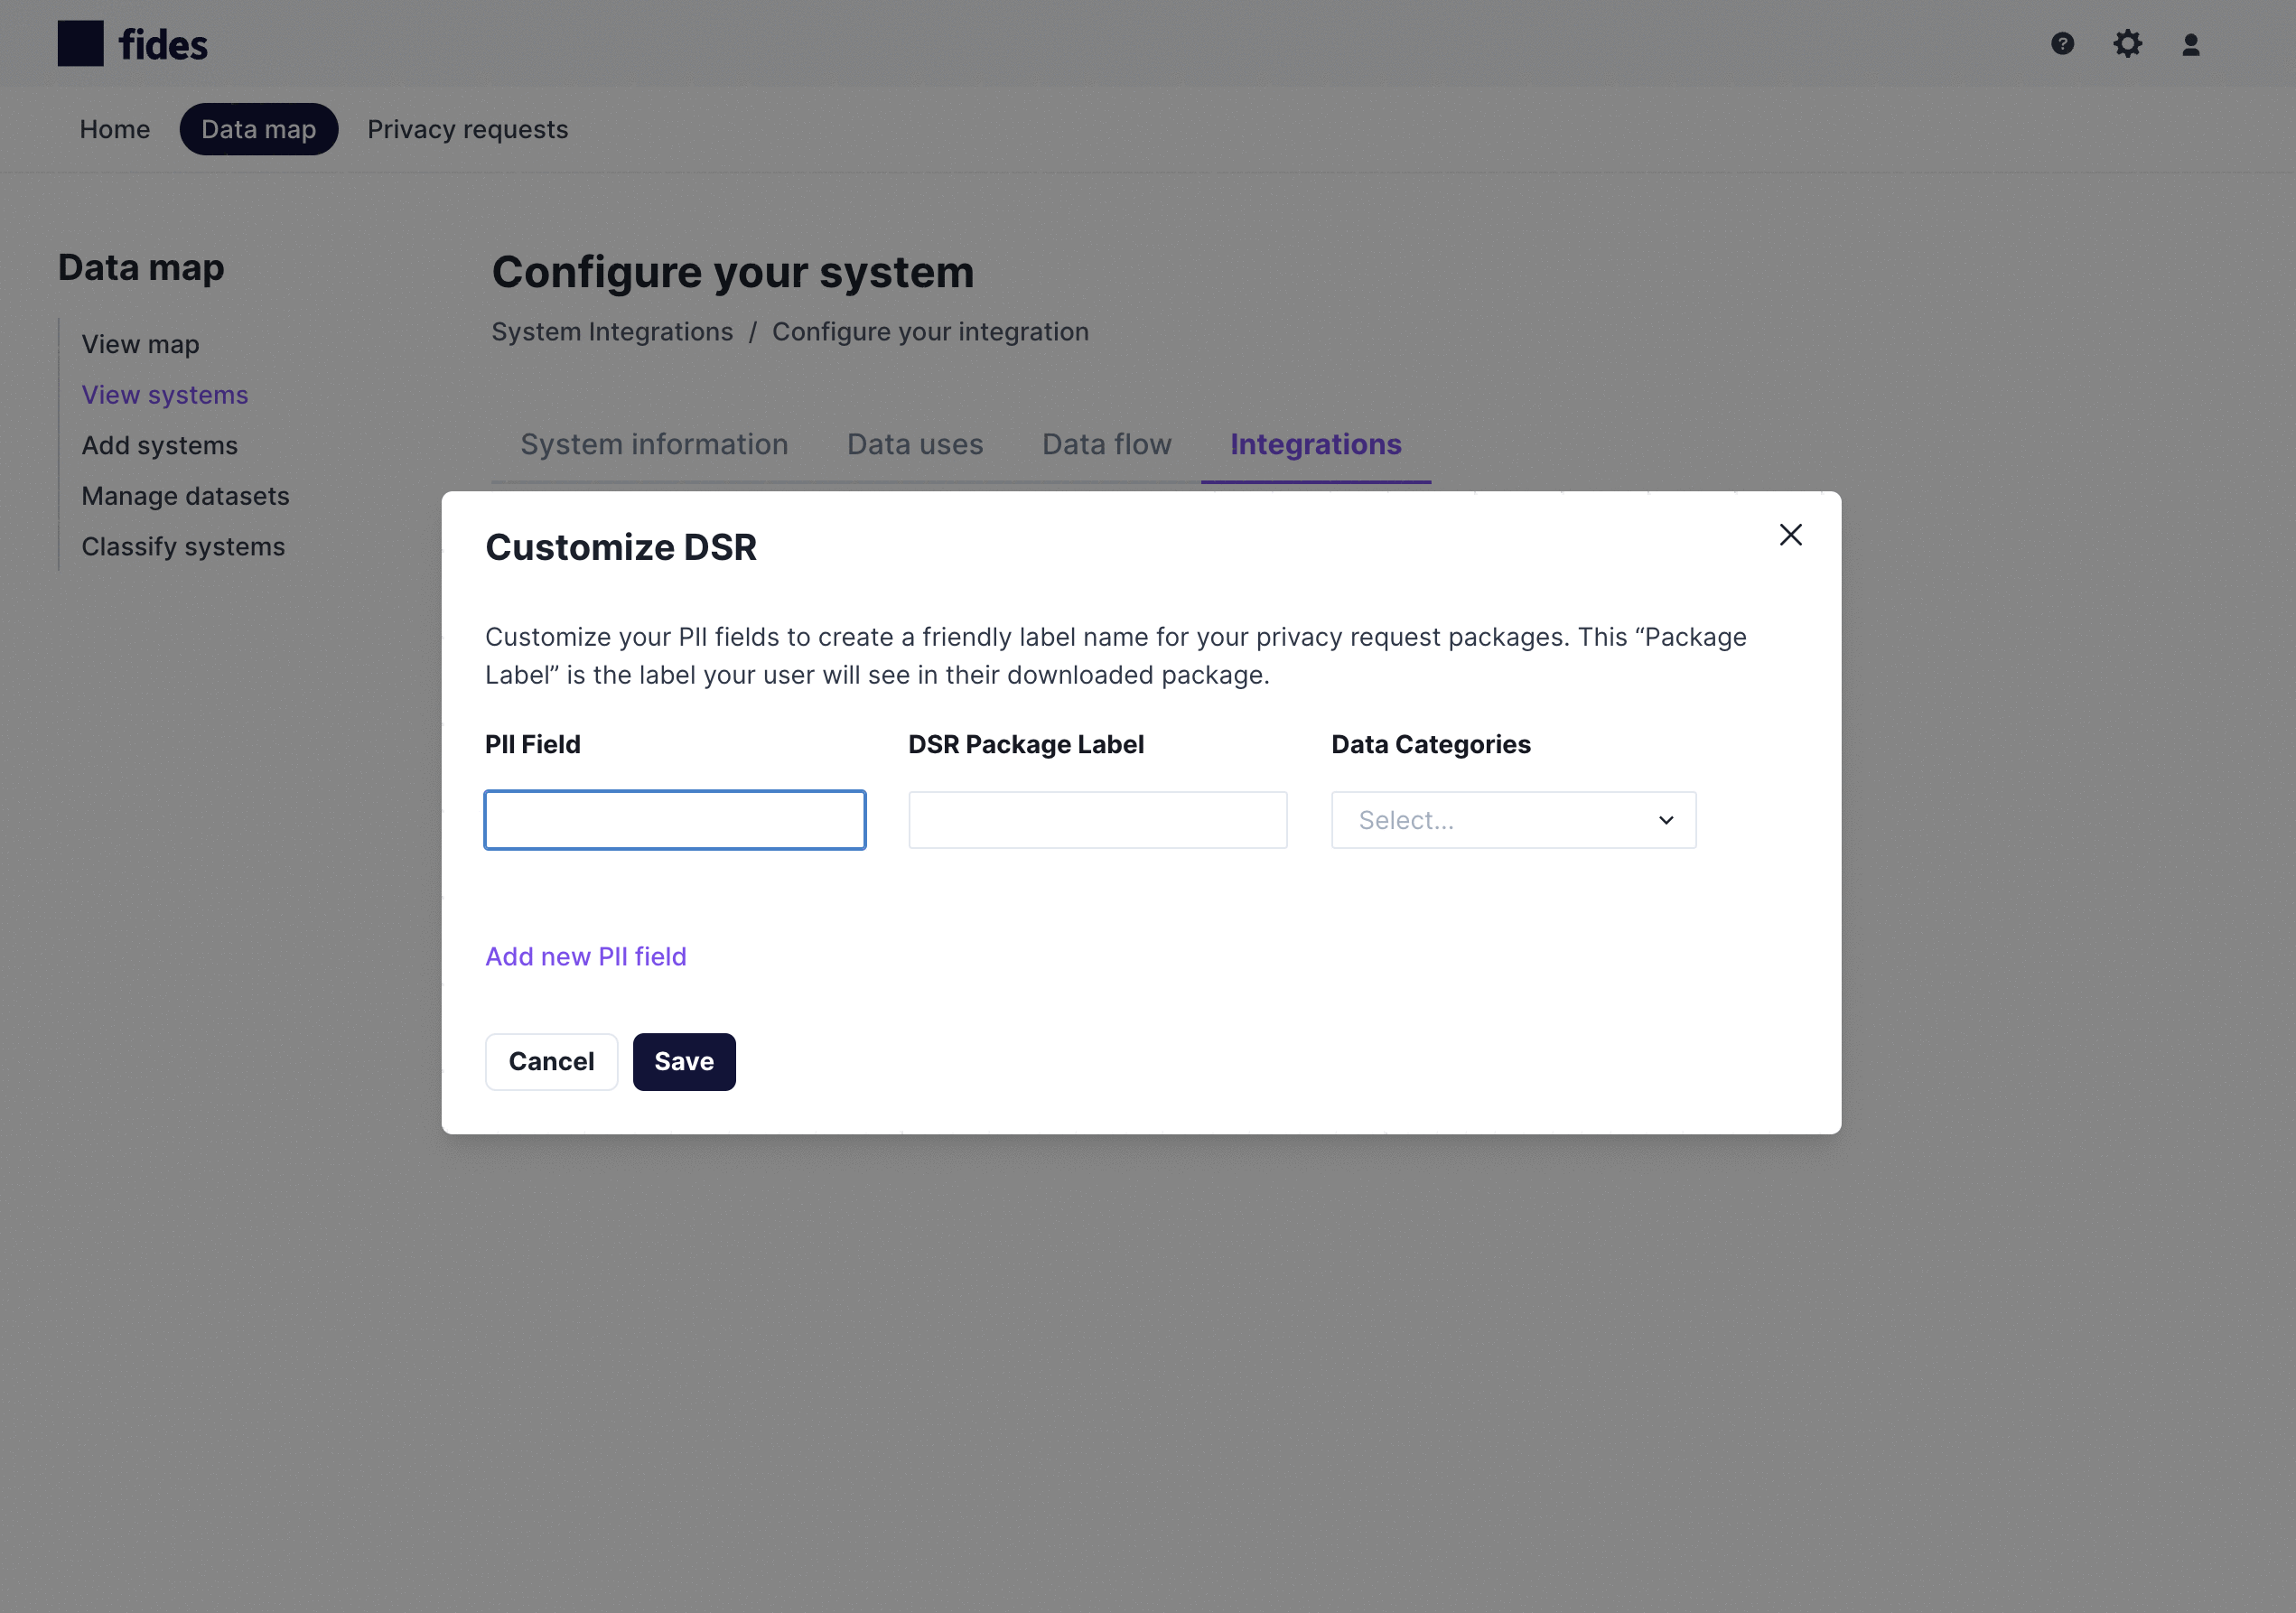 fides
?
Home
Data map
Privacy requests
Data map
View map
View systems
Add systems
Manage datasets
Classify systems
Configure your system
System Integrations / Configure your integration
System information
Data uses
Data flow
Integrations
Customize DSR
Customize your PII fields to create a friendly label name for your privacy request packages. This “Package
Label” is the label your user will see in their downloaded package.
PII Field
DSR Package Label
Data Categories
Select...
Add new PII field
Cancel
Save